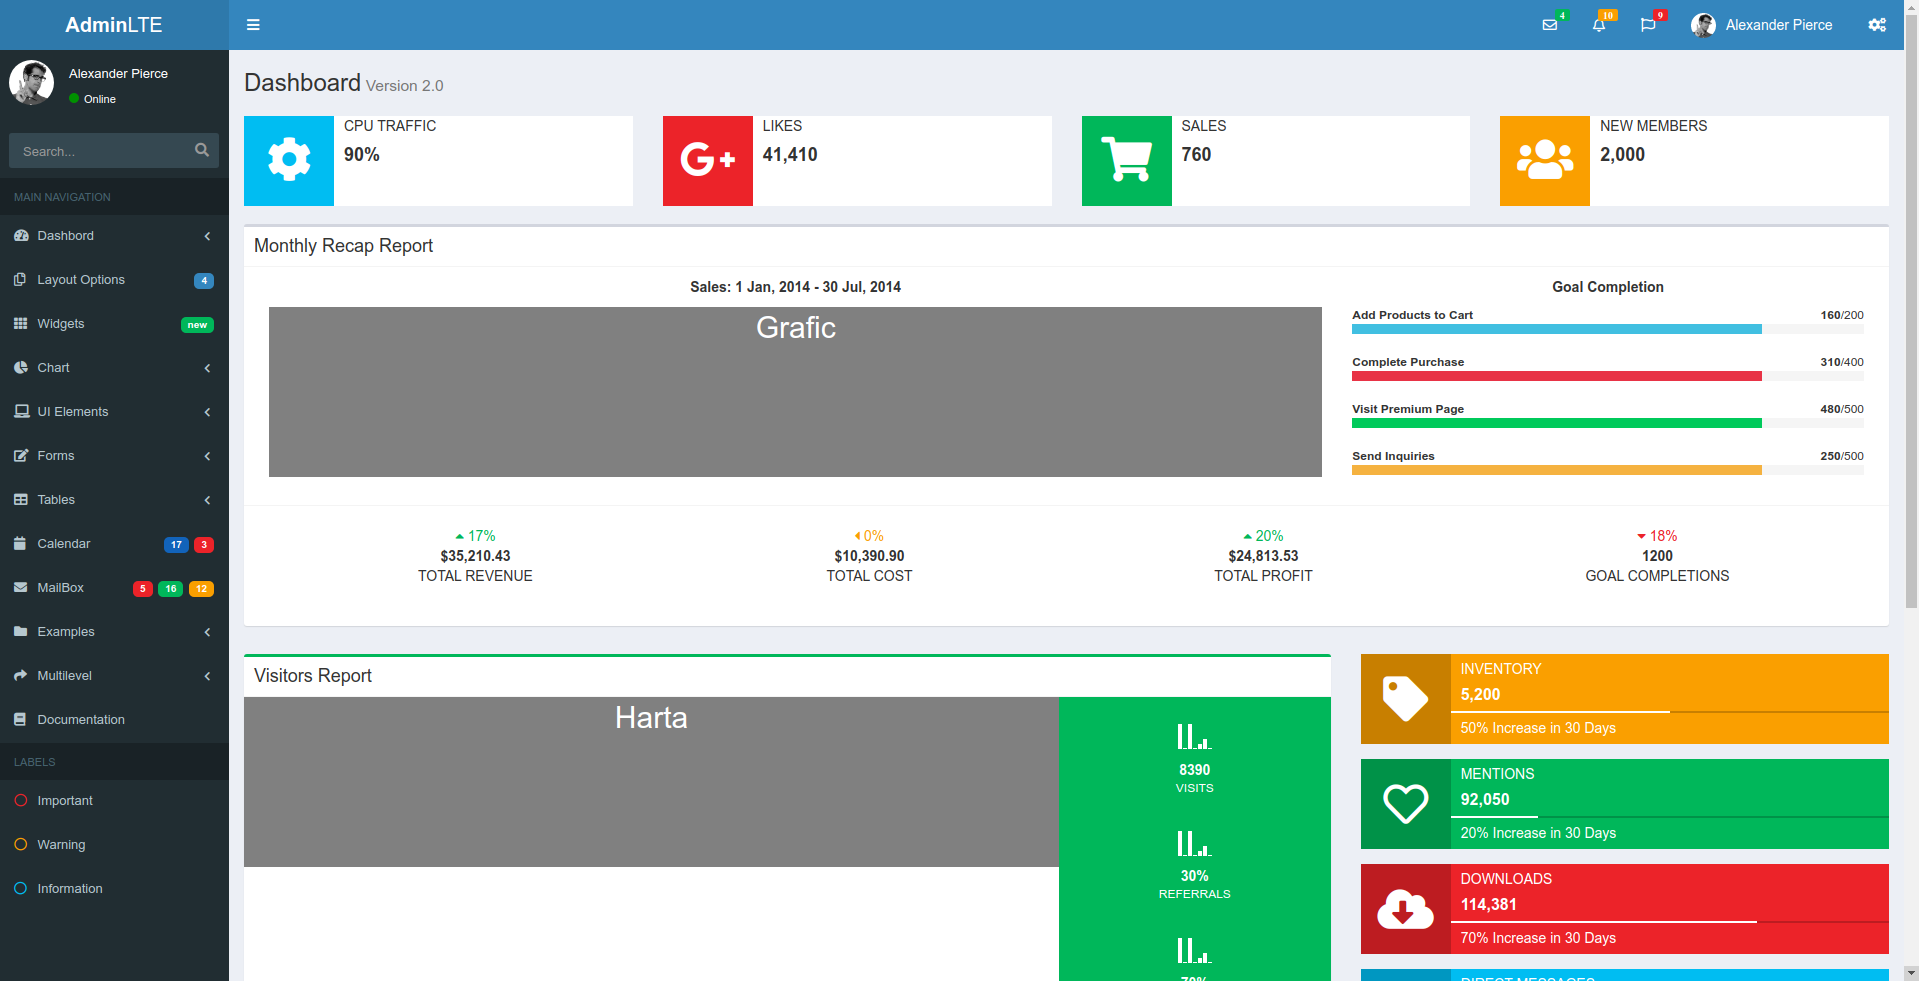 AdminLTE
4
10
9
Alexander Pierce
Alexander Pierce
Online
Search...
MAIN NAVIGATION
Dashbord
Layout Options 4
Widgets new
Chart
UI Elements
Forms
Tables
Calendar 17 3
MailBox 5 16 12
Examples
Multilevel
Documentation
LABELS
Important
Warning
Information
Dashboard Version 2.0
CPU TRAFFIC
90%
LIKES
41,410
SALES
760
NEW MEMBERS
2,000
Monthly Recap Report
Sales: 1 Jan, 2014 - 30 Jul, 2014
Grafic
Goal Completion
Add Products to Cart 160/200
Complete Purchase 310/400
Visit Premium Page 480/500
Send Inquiries 250/500
17%
$35,210.43
TOTAL REVENUE
0%
$10,390.90
TOTAL COST
20%
$24,813.53
TOTAL PROFIT
18%
1200
GOAL COMPLETIONS
Visitors Report
Harta
8390
VISITS
30%
REFERRALS
70%
INVENTORY
5,200
50% Increase in 30 Days
MENTIONS
92,050
20% Increase in 30 Days
DOWNLOADS
114,381
70% Increase in 30 Days
DIRECT MESSAGES